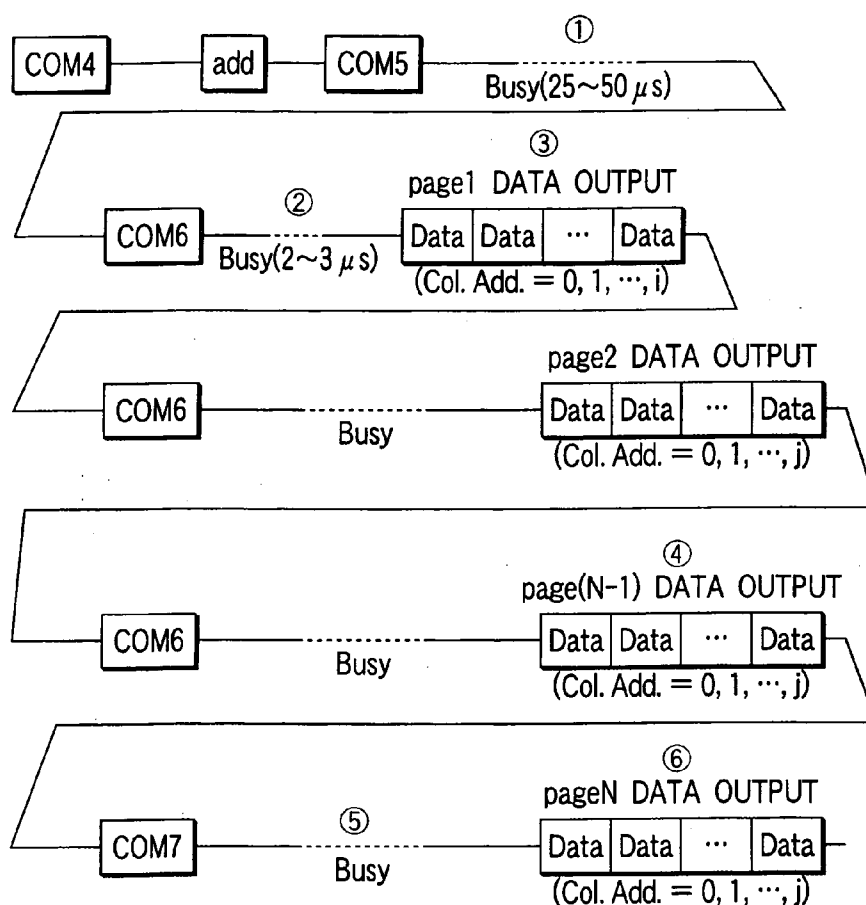 ①
COM4 add COM5
Busy(25~50 μs)
③
page1 DATA OUTPUT
②
COM6 Data Data ··· Data
Busy(2~3 μs)
(Col. Add. = 0, 1, ···, i)
page2 DATA OUTPUT
COM6 Data Data ··· Data
Busy
(Col. Add. = 0, 1, ···, j)
④
page(N-1) DATA OUTPUT
COM6 Data Data ··· Data
Busy
(Col. Add. = 0, 1, ···, j)
⑥
pageN DATA OUTPUT
⑤
COM7 Data Data ··· Data
Busy
(Col. Add. = 0, 1, ···, j)